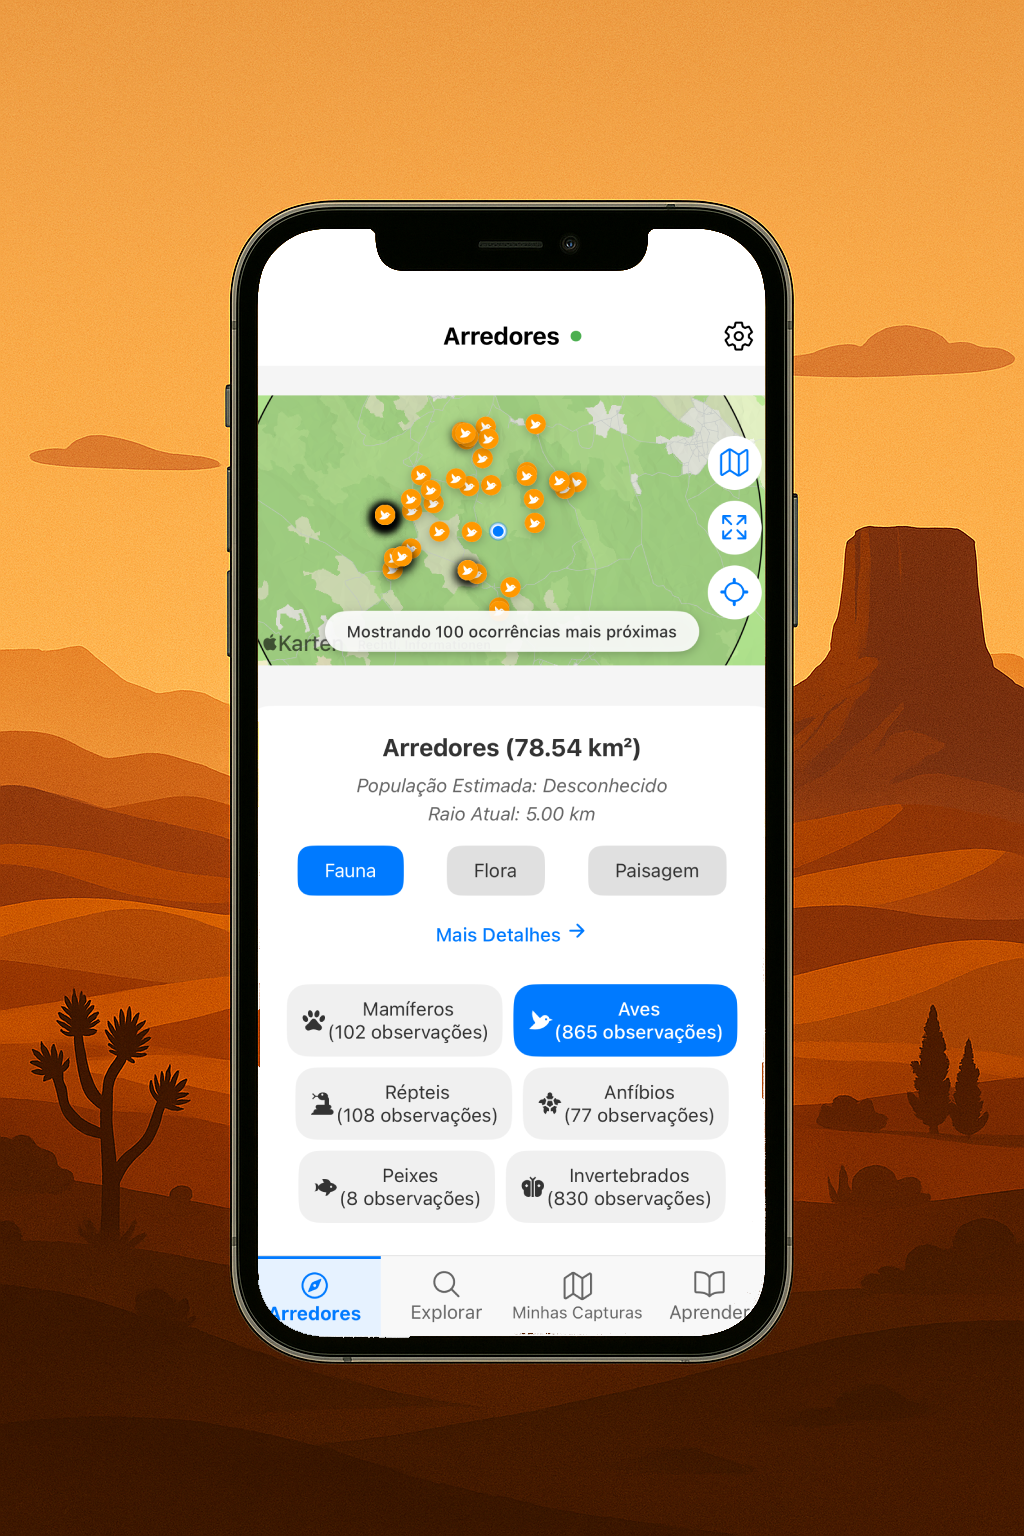 Arredores
Mostrando 100 ocorrências mais próximas
Karten
Arredores (78.54 km²)
População Estimada: Desconhecido
Raio Atual: 5.00 km
Fauna
Flora
Paisagem
Mais Detalhes →
Mamíferos
(102 observações)
Aves
(865 observações)
Répteis
(108 observações)
Anfíbios
(77 observações)
Peixes
(8 observações)
Invertebrados
(830 observações)
Arredores
Explorar
Minhas Capturas
Aprender